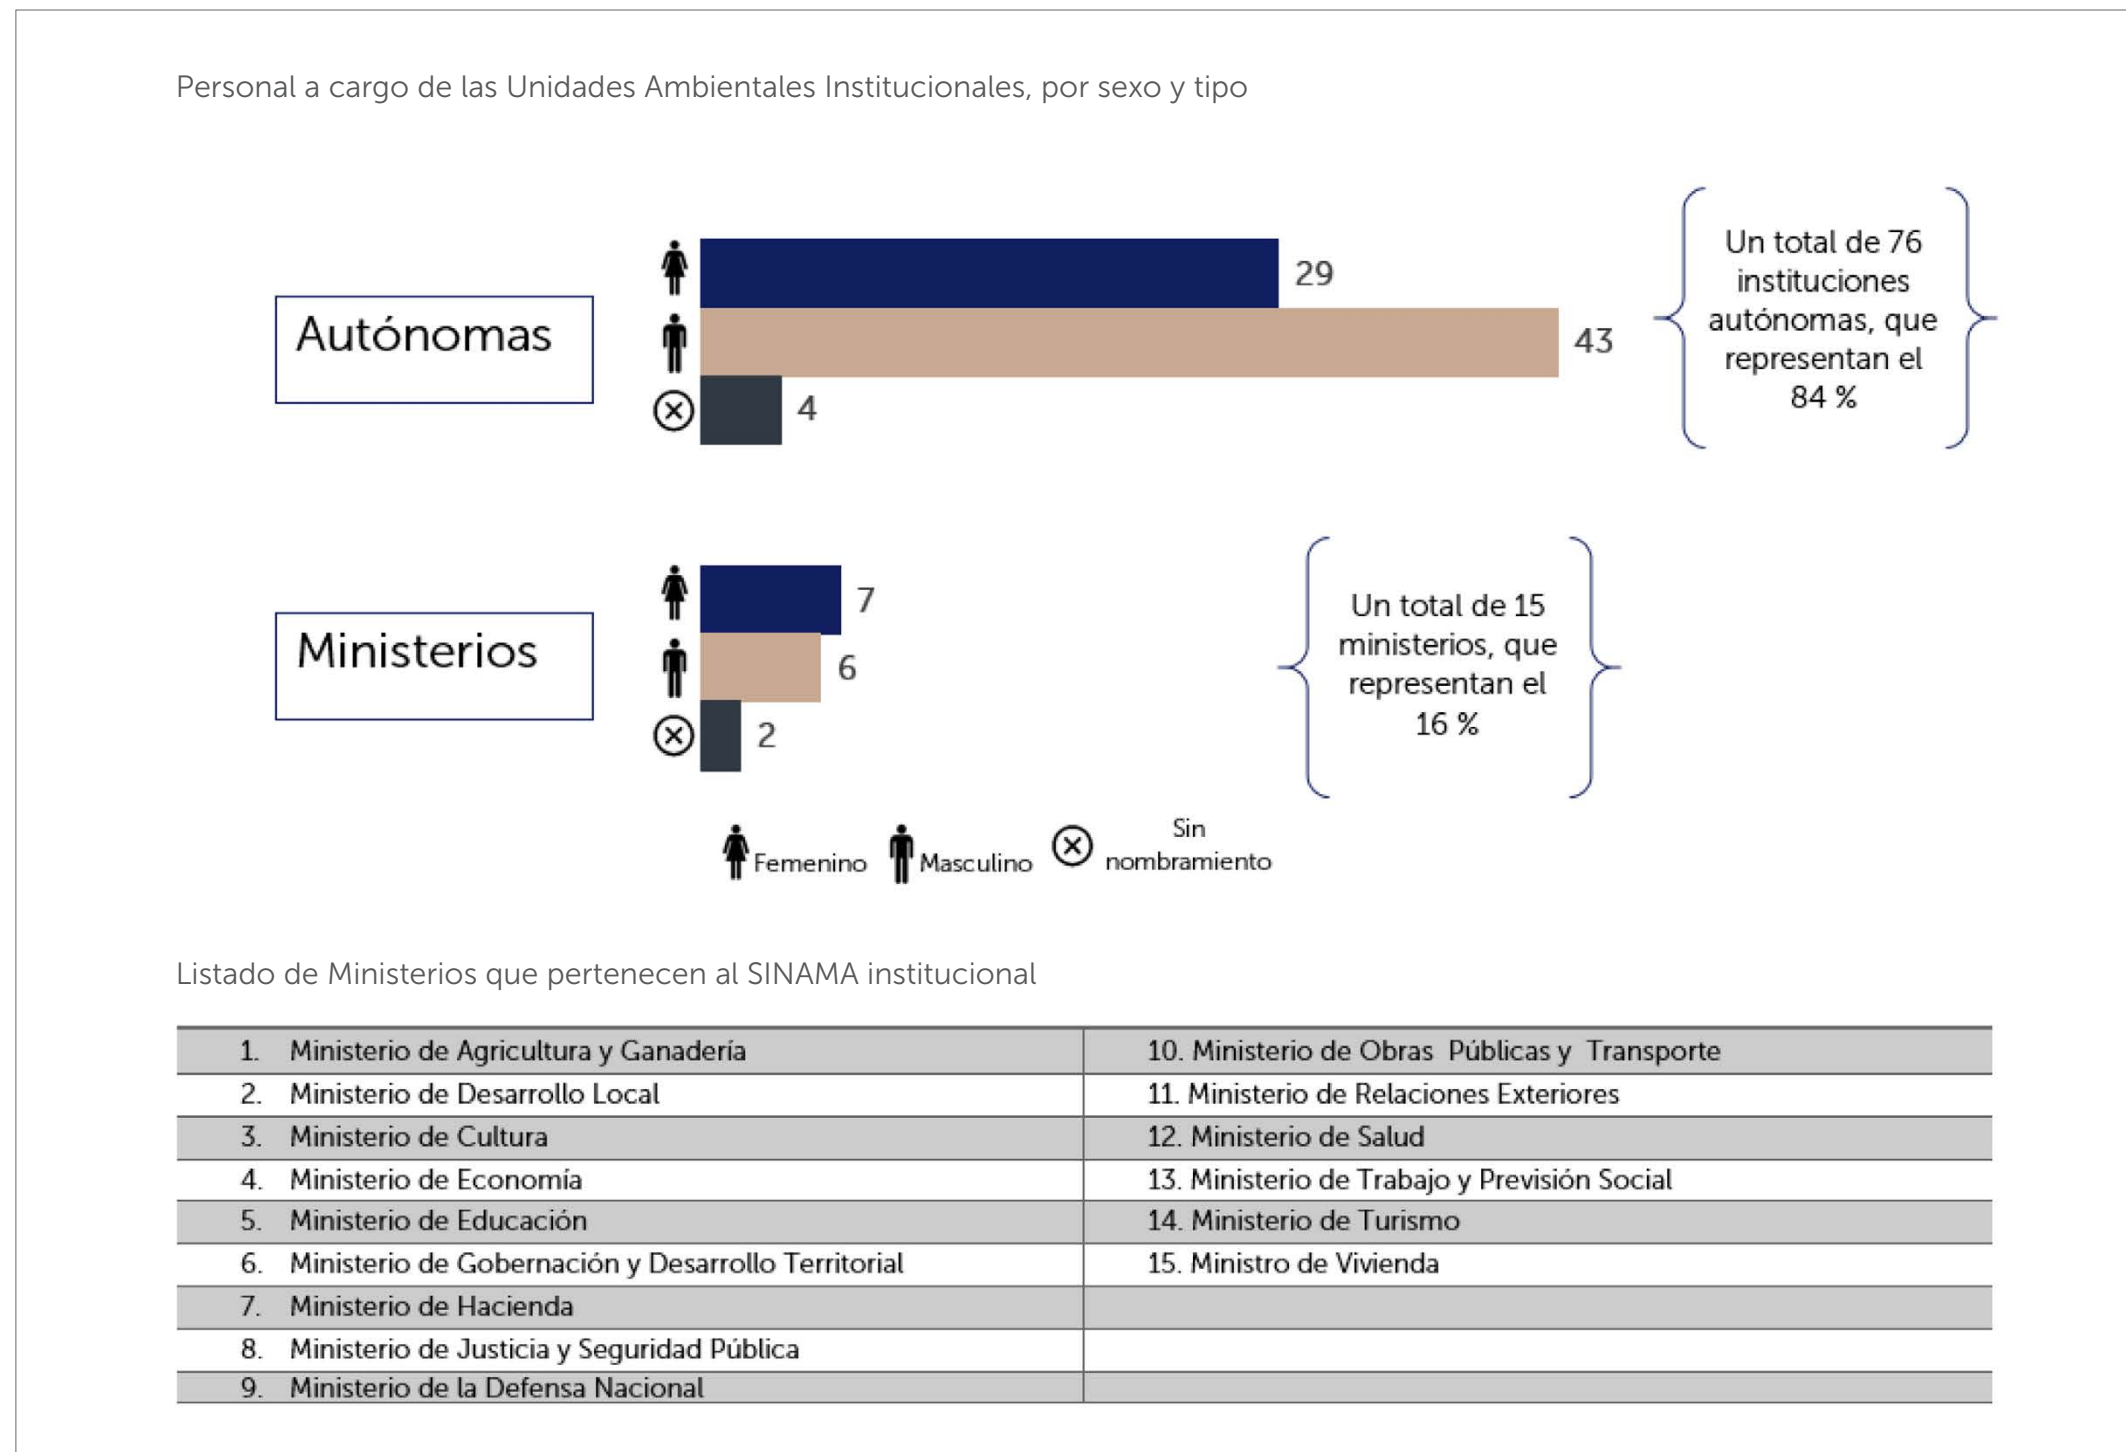 Personal a cargo de las Unidades Ambientales Institucionales, por sexo y tipo
Autónomas
29
43
4
Un total de 76
instituciones
autónomas, que
representan el
84 %
Ministerios
7
6
2
Un total de 15
ministerios, que
representan el
16 %
Femenino
Masculino
Sin
nombramiento
Listado de Ministerios que pertenecen al SINAMA institucional
1. Ministerio de Agricultura y Ganadería
10. Ministerio de Obras Públicas y Transporte
2. Ministerio de Desarrollo Local
11. Ministerio de Relaciones Exteriores
3. Ministerio de Cultura
12. Ministerio de Salud
4. Ministerio de Economía
13. Ministerio de Trabajo y Previsión Social
5. Ministerio de Educación
14. Ministerio de Turismo
6. Ministerio de Gobernación y Desarrollo Territorial
15. Ministro de Vivienda
7. Ministerio de Hacienda
8. Ministerio de Justicia y Seguridad Pública
9. Ministerio de la Defensa Nacional